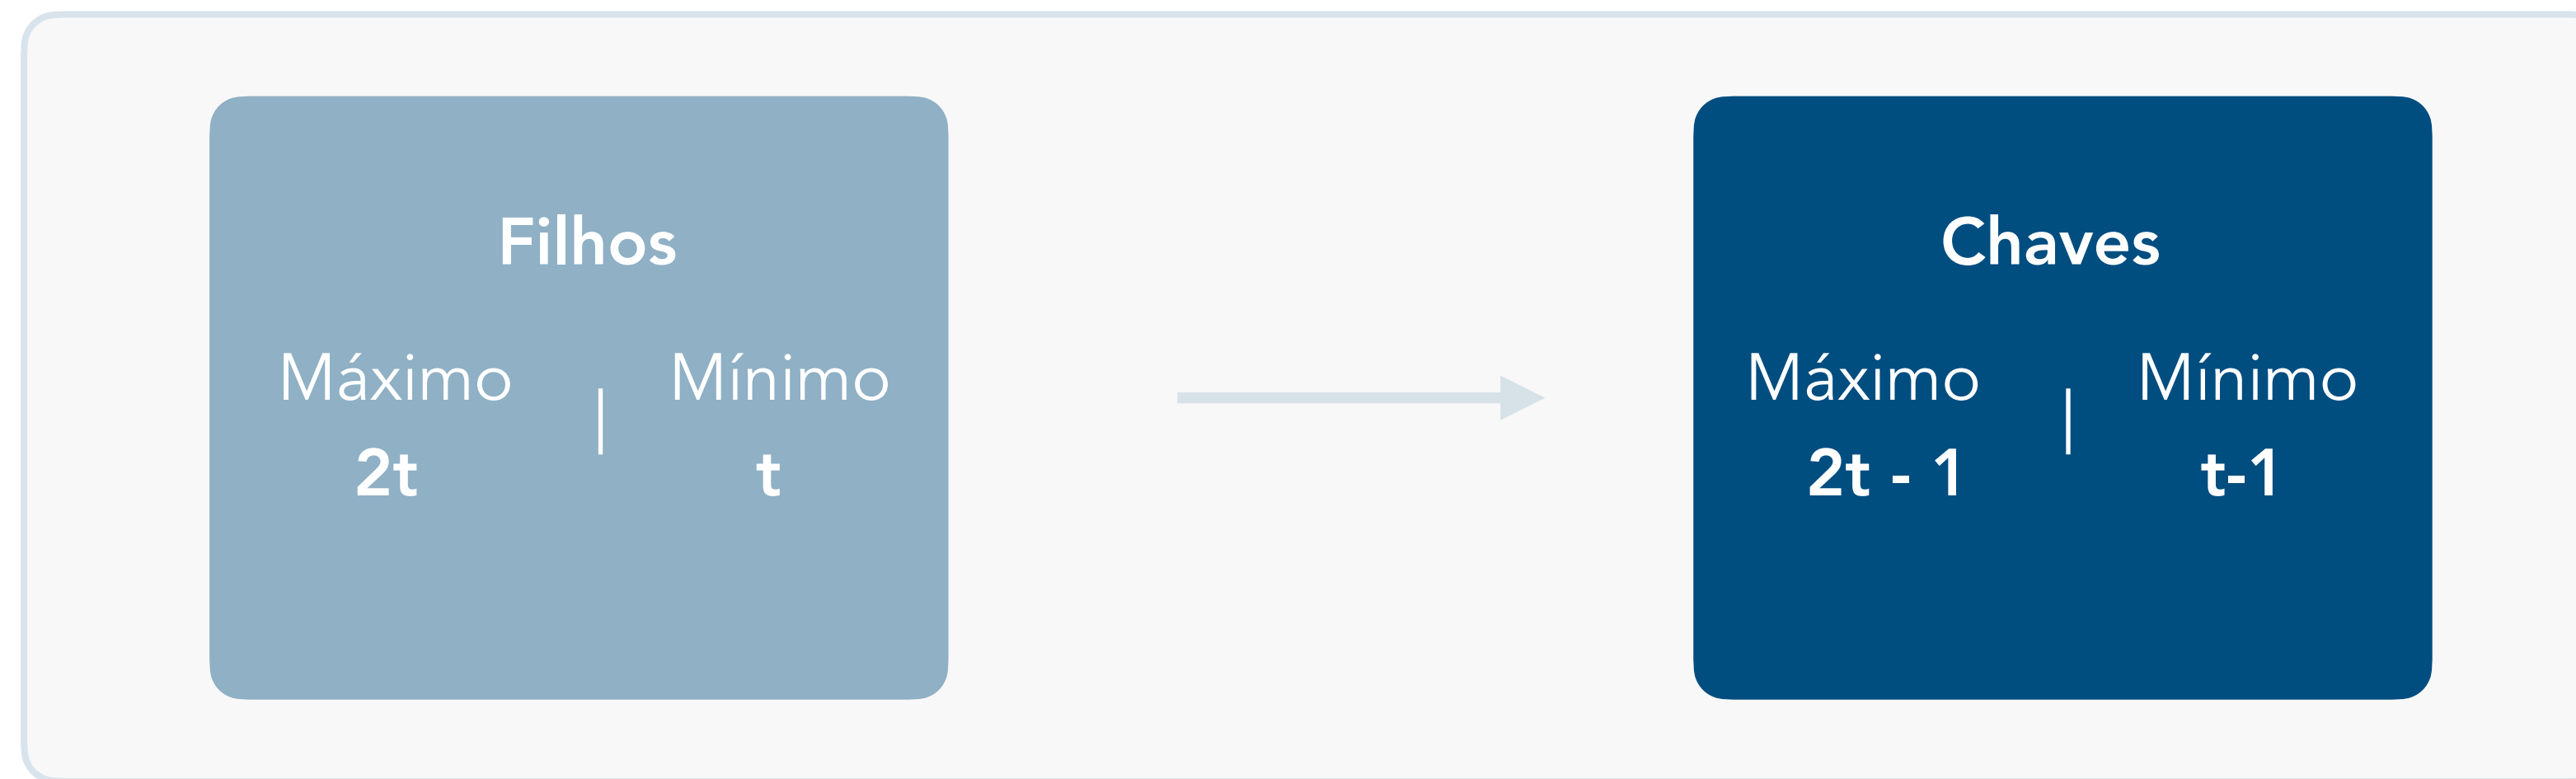 Filhos
Máximo | Mínimo
2t t
Chaves
Máximo | Mínimo
2t - 1 t-1